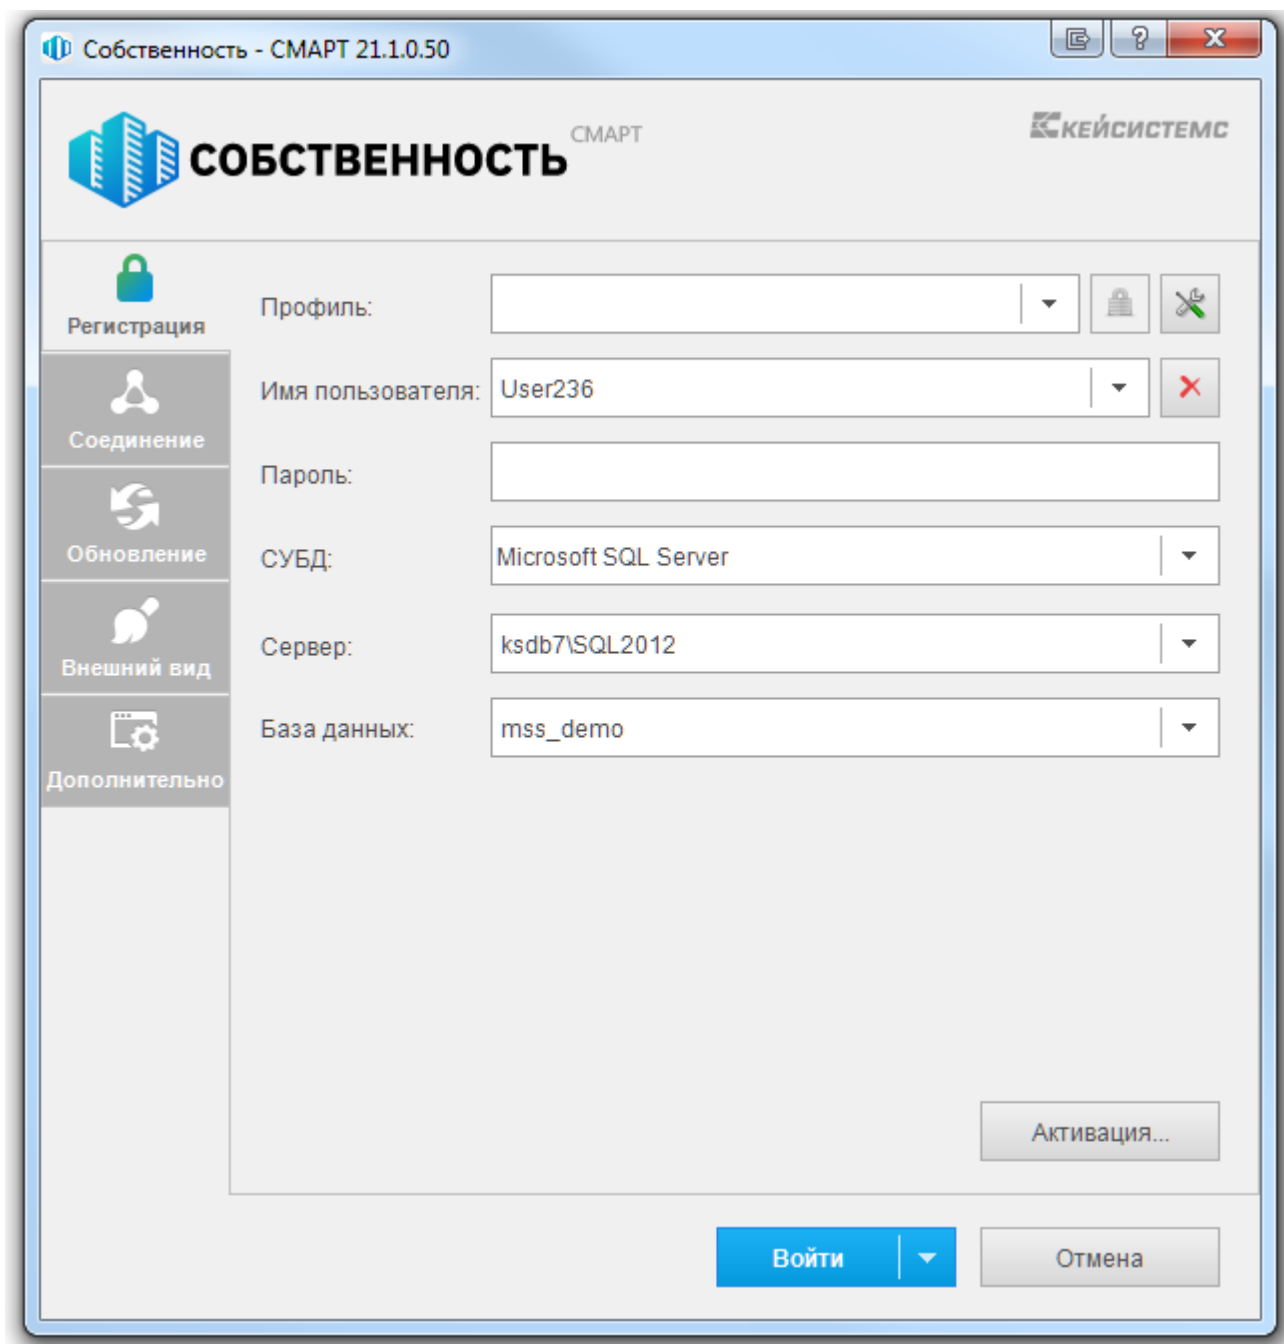 Собственность - СМАРТ 21.1.0.50
СОБСТВЕННОСТЬ СМАРТ
КЕЙСИСТЕМС
Регистрация
Соединение
Обновление
Внешний вид
Дополнительно
Профиль:
Имя пользователя: User236
Пароль:
СУБД: Microsoft SQL Server
Сервер: ksdb7\SQL2012
База данных: mss_demo
Активация...
Войти
Отмена